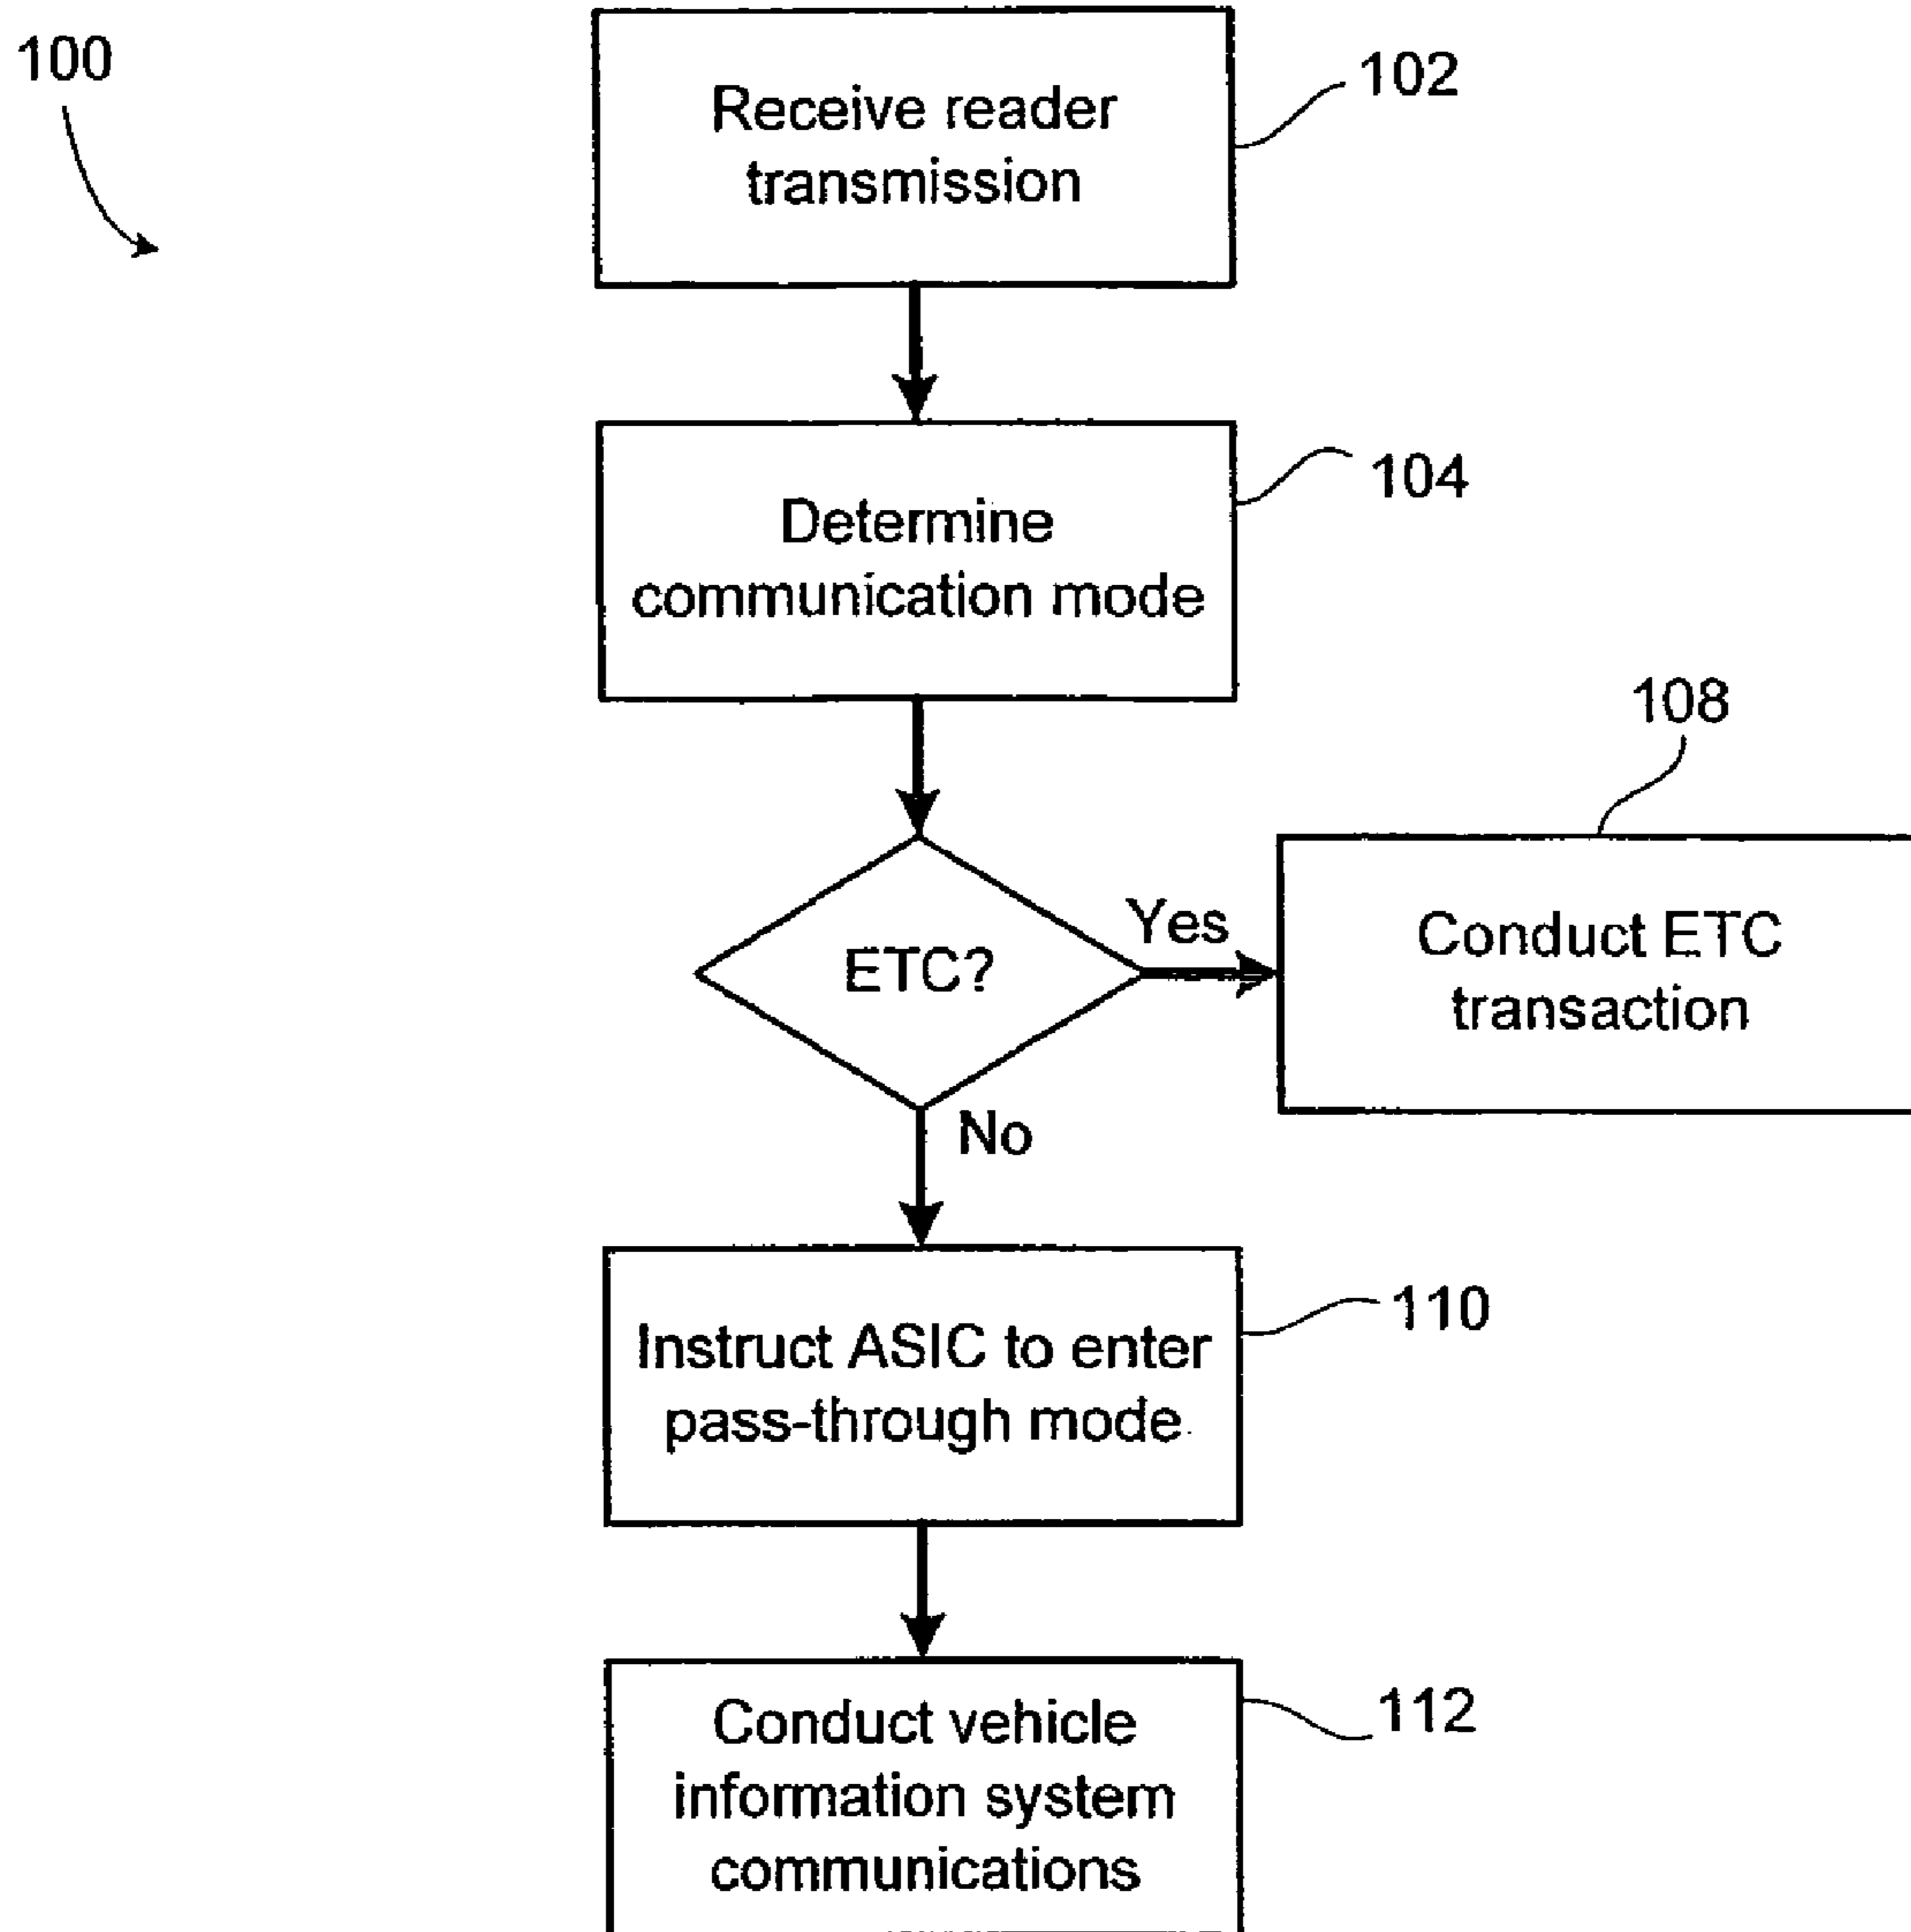 100
Receive reader
transmission
102
Determine
communication mode
104
ETC?
Yes
108
Conduct ETC
transaction
No
Instruct ASIC to enter
pass-through mode
110
Conduct vehicle
information system
communications
112